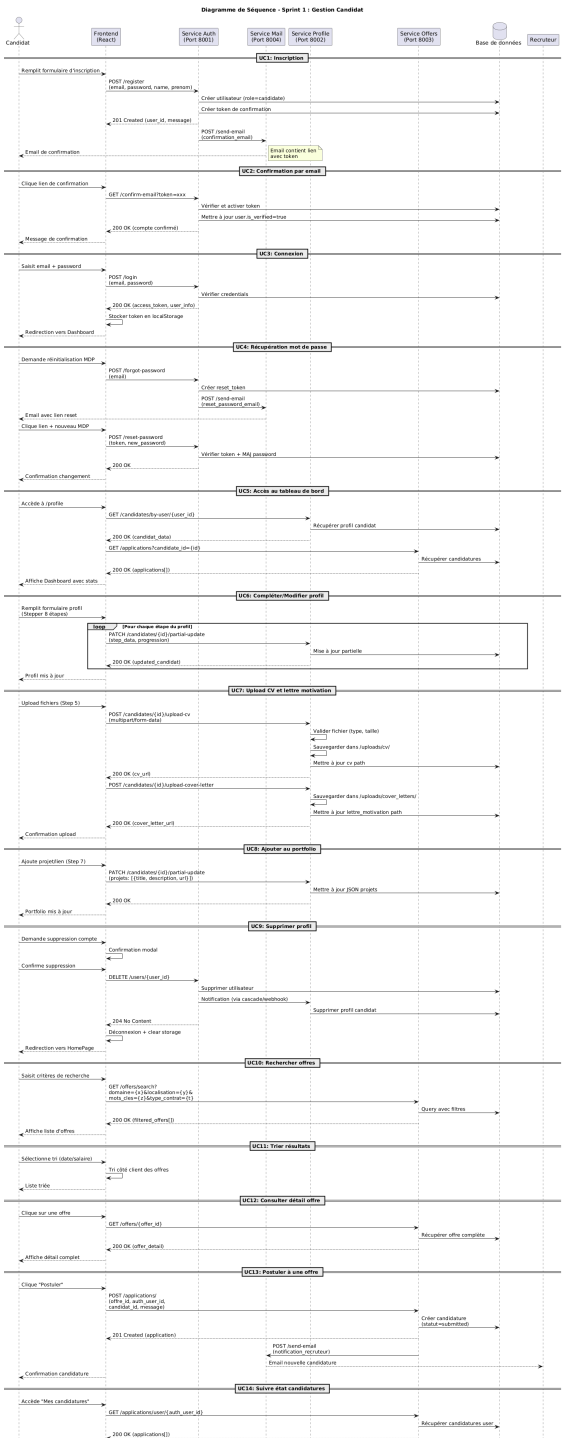 Diagramme de Séquence - Sprint 1 : Gestion Candidat
Candidat
Frontend
(React)
Service Auth
(Port 8001)
Service Mail
(Port 8004)
Service Profile
(Port 8002)
Service Offers
(Port 8003)
Base de données
Recruteur
UC1: Inscription
Remplit formulaire d'inscription
POST /register
(email, password, name, prenom)
Créer utilisateur (role=candidate)
Créer token de confirmation
201 Created (user_id, message)
POST /send-email
(confirmation_email)
Email de confirmation
Email contient lien
avec token
UC2: Confirmation par email
Clique lien de confirmation
GET /confirm-email?token=xxx
Vérifier et activer token
Mettre à jour user.is_verified=true
200 OK (compte confirmé)
Message de confirmation
UC3: Connexion
Saisit email + password
POST /login
(email, password)
Vérifier credentials
200 OK (access_token, user_info)
Stocker token en localStorage
Redirection vers Dashboard
UC4: Récupération mot de passe
Demande réinitialisation MDP
POST /forgot-password
(email)
Créer reset_token
POST /send-email
(reset_password_email)
Email avec lien reset
Clique lien + nouveau MDP
POST /reset-password
(token, new_password)
Vérifier token + MAJ password
200 OK
Confirmation changement
UC5: Accès au tableau de bord
Accède à /profile
GET /candidates/by-user/{user_id}
Récupérer profil candidat
200 OK (candidat_data)
GET /applications?candidate_id={id}
Récupérer candidatures
200 OK (applications[])
Affiche Dashboard avec stats
UC6: Compléter/Modifier profil
Remplit formulaire profil
(Stepper 8 étapes)
loop
[Pour chaque étape du profil]
PATCH /candidates/{id}/partial-update
(step_data, progression)
Mise à jour partielle
200 OK (updated_candidat)
Profil mis à jour
UC7: Upload CV et lettre motivation
Upload fichiers (Step 5)
POST /candidates/{id}/upload-cv
(multipart/form-data)
Valider fichier (type, taille)
Sauvegarder dans /uploads/cv/
Mettre à jour cv path
200 OK (cv_url)
POST /candidates/{id}/upload-cover-letter
Sauvegarder dans /uploads/cover_letters/
Mettre à jour lettre_motivation path
200 OK (cover_letter_url)
Confirmation upload
UC8: Ajouter au portfolio
Ajoute projet/lien (Step 7)
PATCH /candidates/{id}/partial-update
(projets: [{title, description, url}])
Mettre à jour JSON projets
200 OK
Portfolio mis à jour
UC9: Supprimer profil
Demande suppression compte
Confirmation modal
Confirme suppression
DELETE /users/{user_id}
Supprimer utilisateur
Notification (via cascade/webhook)
Supprimer profil candidat
204 No Content
Déconnexion + clear storage
Redirection vers HomePage
UC10: Rechercher offres
Saisit critères de recherche
GET /offers/search?
domaine={x}&localisation={y}&
mots_cles={z}&type_contrat={t}
Query avec filtres
200 OK (filtered_offers[])
Affiche liste d'offres
UC11: Trier résultats
Sélectionne tri (date/salaire)
Tri côté client des offres
Liste triée
UC12: Consulter détail offre
Clique sur une offre
GET /offers/{offer_id}
Récupérer offre complète
200 OK (offer_detail)
Affiche détail complet
UC13: Postuler à une offre
Clique "Postuler"
POST /applications/
(offre_id, auth_user_id,
candidat_id, message)
Créer candidature
(statut=submitted)
201 Created (application)
POST /send-email
(notification_recruteur)
Email nouvelle candidature
Confirmation candidature
UC14: Suivre état candidatures
Accède "Mes candidatures"
GET /applications/user/{auth_user_id}
Récupérer candidatures user
200 OK (applications[])